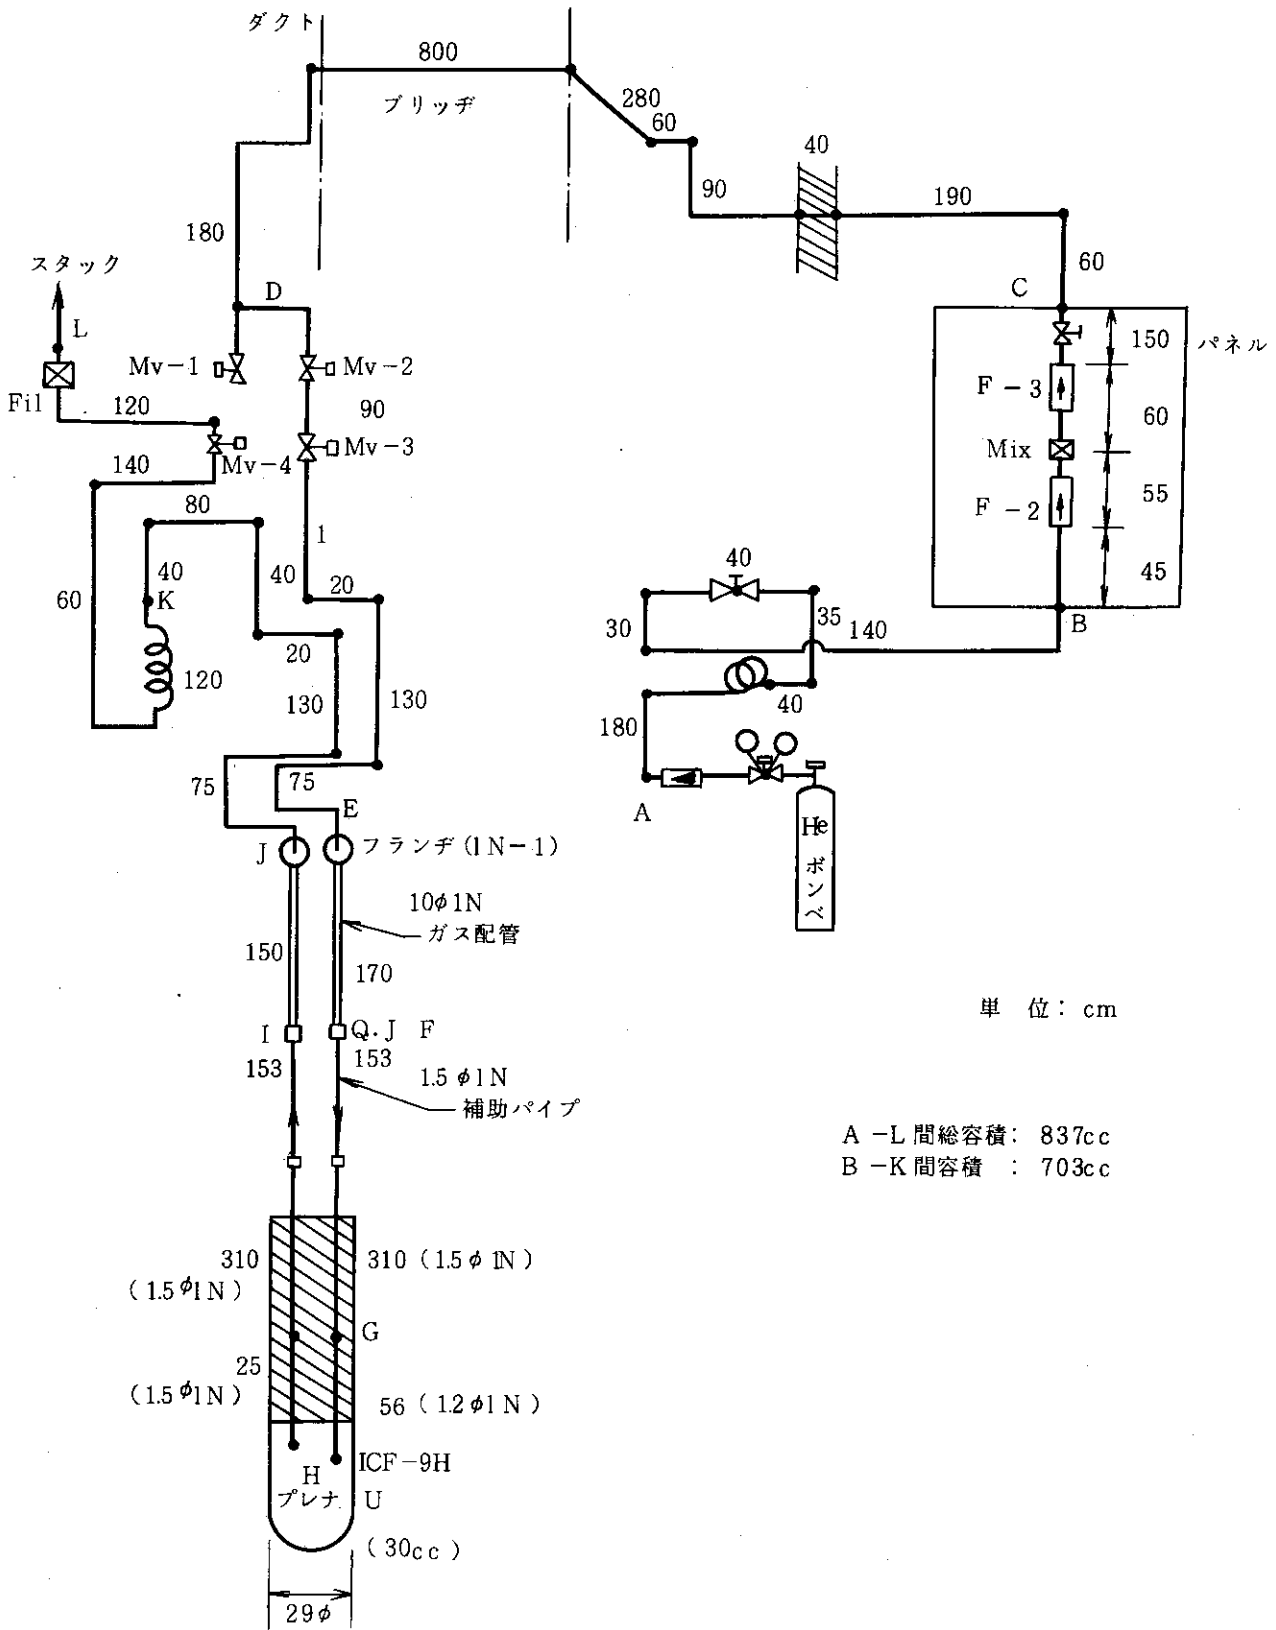 ダクト
800
ブリッヂ
280
60
40
90
190
180
60
スタック
D
C
L
Mv-1
Mv-2
150
パネル
F-3
Fil
120
90
60
Mv-3
Mix
140
Mv-4
55
80
1
F-2
40
40
20
40
45
60
K
30
35
B
20
140
120
130
130
40
180
75
75
E
A
He
ボンベ
J
フランヂ(1N-1)
10φ1N
ガス配管
150
170
単 位: cm
I
Q.J F
153
153
1.5φ1N
補助パイプ
A-L間総容積: 837cc
B-K間容積 : 703cc
310
(1.5φ1N)
310(1.5φ1N)
G
25
(1.5φ1N)
56(1.2φ1N)
ICF-9H
H
プレナ
U
(30cc)
29φ